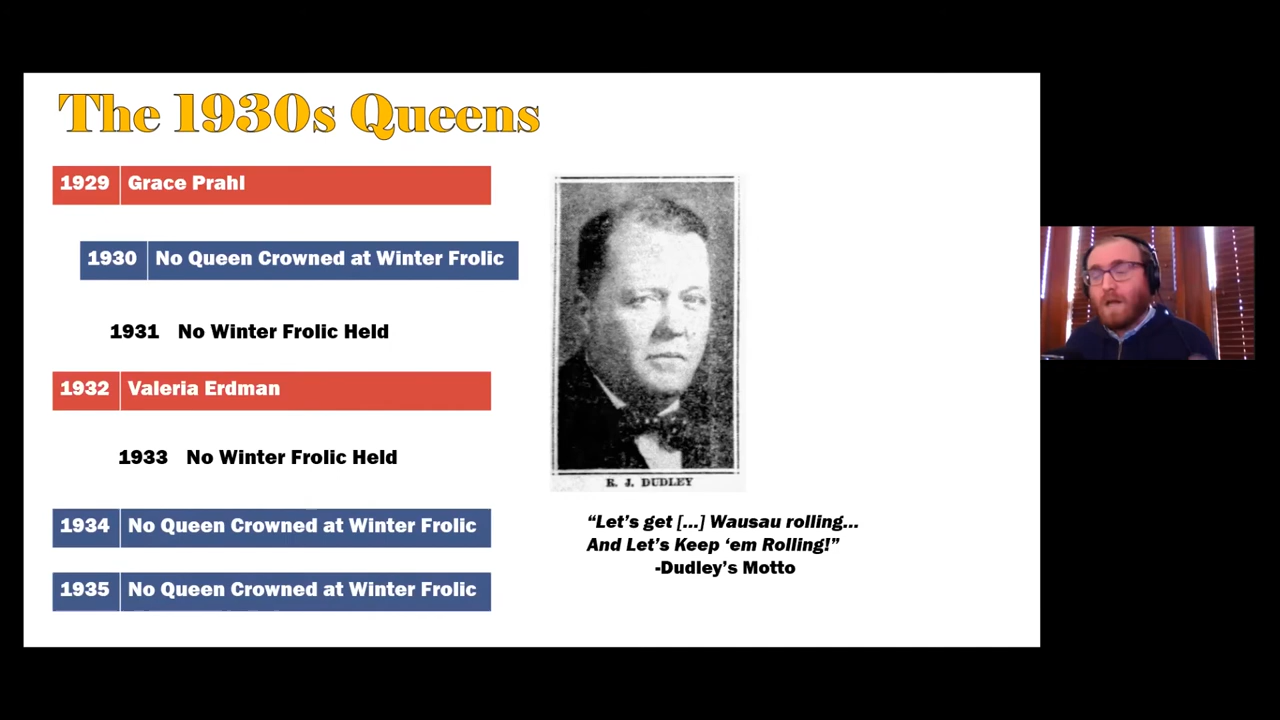 The 1930s Queens
1929 Grace Prahl
1930 No Queen Crowned at Winter Frolic
1931 No Winter Frolic Held
1932 Valeria Erdman
1933 No Winter Frolic Held
1934 No Queen Crowned at Winter Frolic
1935 No Queen Crowned at Winter Frolic
R. J. DUDLEY
“Let’s get [...] Wausau rolling...
And Let’s Keep ‘em Rolling!”
-Dudley’s Motto